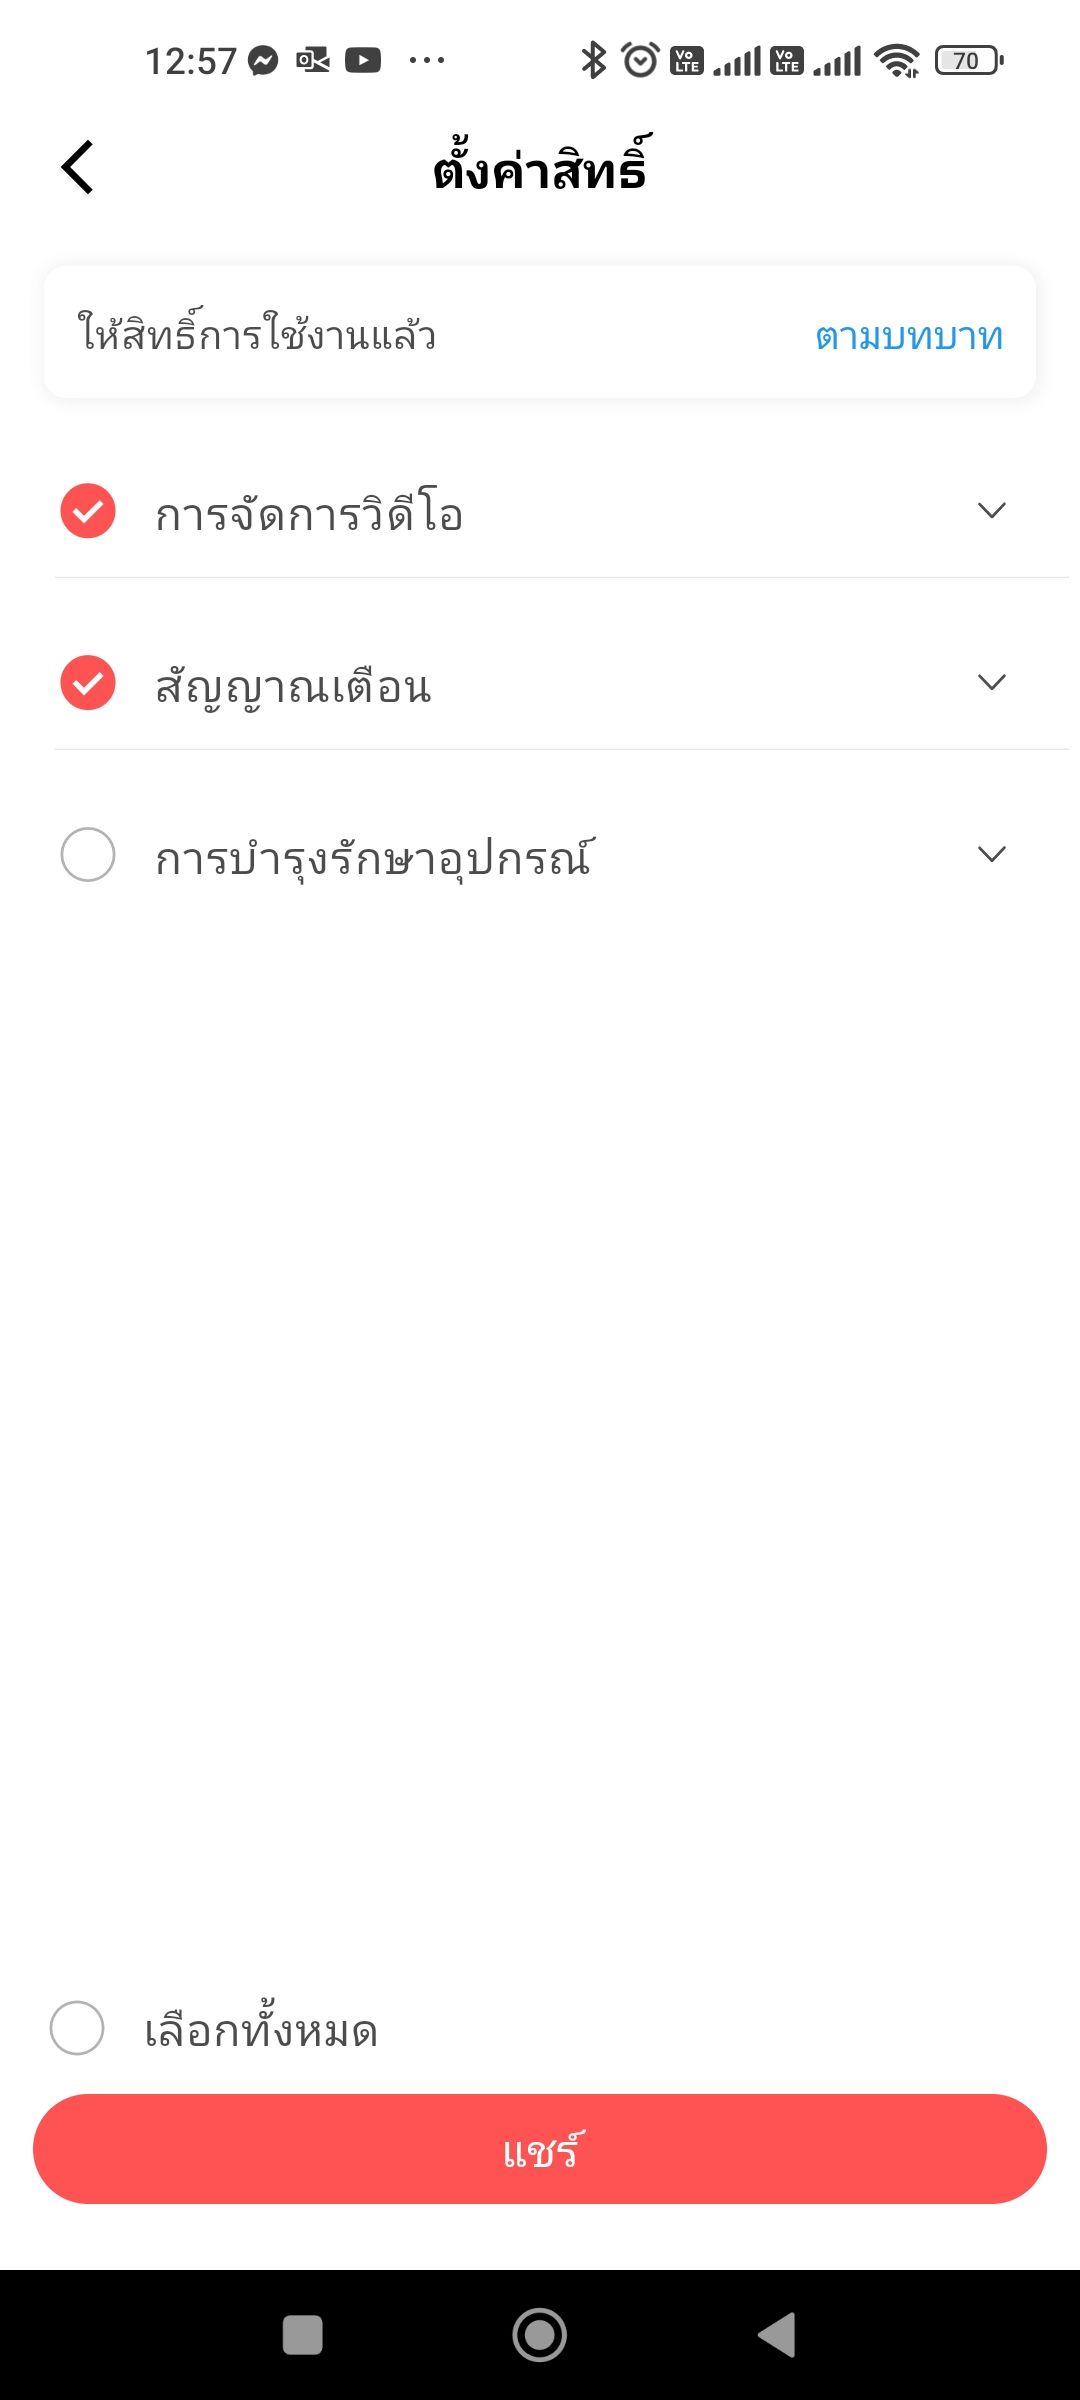 12:57
70
ตั้งค่าสิทธิ์
ให้สิทธิ์การใช้งานแล้ว ตามบทบาท
การจัดการวิดีโอ
สัญญาณเตือน
การบำรุงรักษาอุปกรณ์
เลือกทั้งหมด
แชร์